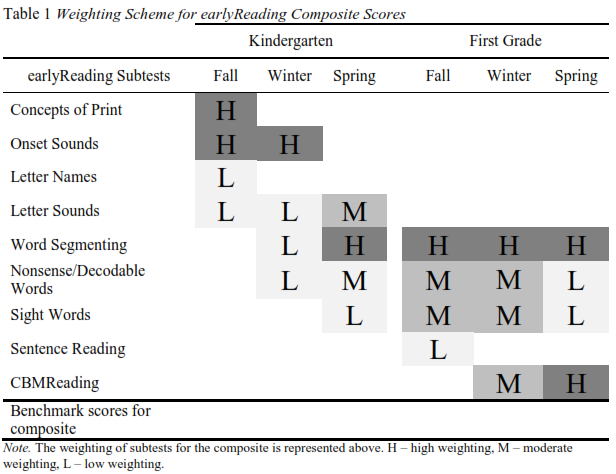 Table 1 Weighting Scheme for earlyReading Composite Scores
Kindergarten First Grade
earlyReading Subtests Fall Winter Spring Fall Winter Spring
Concepts of Print H
Onset Sounds H H
Letter Names L
Letter Sounds L L M
Word Segmenting L H H H H
Nonsense/Decodable
Words L M M M L
Sight Words L M M L
Sentence Reading L
CBMReading M H
Benchmark scores for
composite
Note. The weighting of subtests for the composite is represented above. H – high weighting, M – moderate
weighting, L – low weighting.